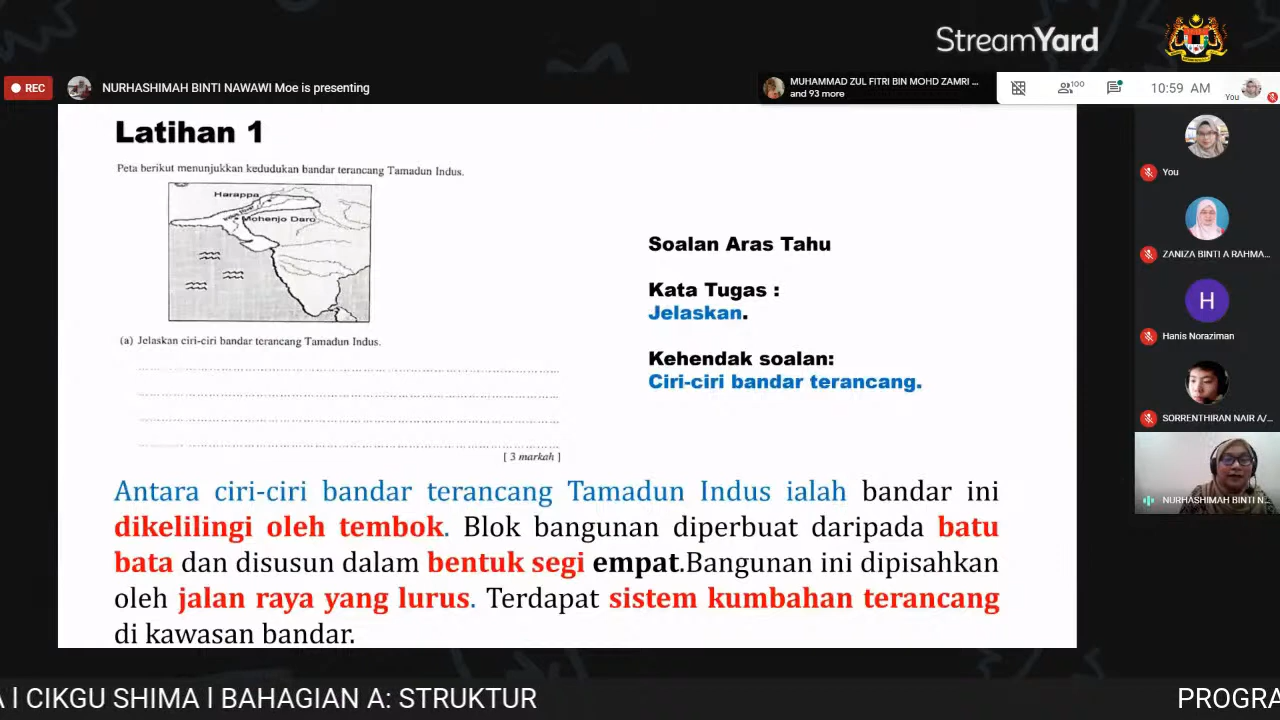 StreamYard
REC
NURHASHIMAH BINTI NAWAWI Moe is presenting
MUHAMMAD ZUL FITRI BIN MOHD ZAMRI ...
and 93 more
100
10:59 AM
You
Latihan 1
Peta berikut menunjukkan kedudukan bandar terancang Tamadun Indus.
Harappa
Mohenjo Daro
(a) Jelaskan ciri-ciri bandar terancang Tamadun Indus.
[ 3 markah ]
Soalan Aras Tahu
Kata Tugas :
Jelaskan.
Kehendak soalan:
Ciri-ciri bandar terancang.
Antara ciri-ciri bandar terancang Tamadun Indus ialah bandar ini
dikelilingi oleh tembok. Blok bangunan diperbuat daripada batu
bata dan disusun dalam bentuk segi empat.Bangunan ini dipisahkan
oleh jalan raya yang lurus. Terdapat sistem kumbahan terancang
di kawasan bandar.
You
ZANIZA BINTI A RAHMA...
H
Hanis Noraziman
SORRENTHIRAN NAIR A/...
NURHASHIMAH BINTI N...
A l CIKGU SHIMA l BAHAGIAN A: STRUKTUR
PROGRA